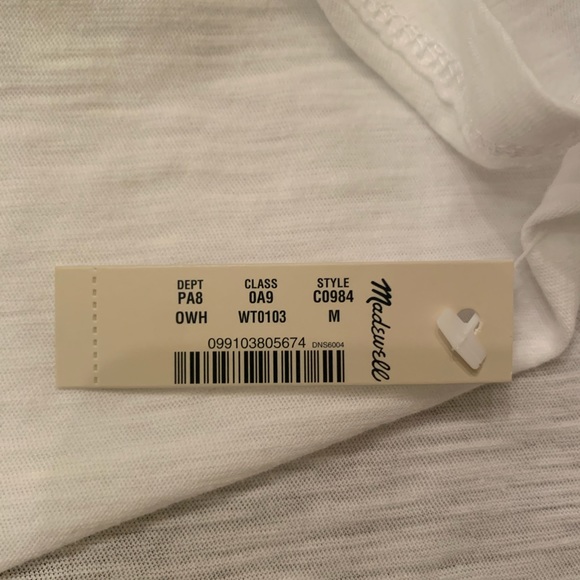 DEPT CLASS STYLE
PA8 0A9 C0984
OWH WT0103 M
099103805674 DNS6004
Madewell